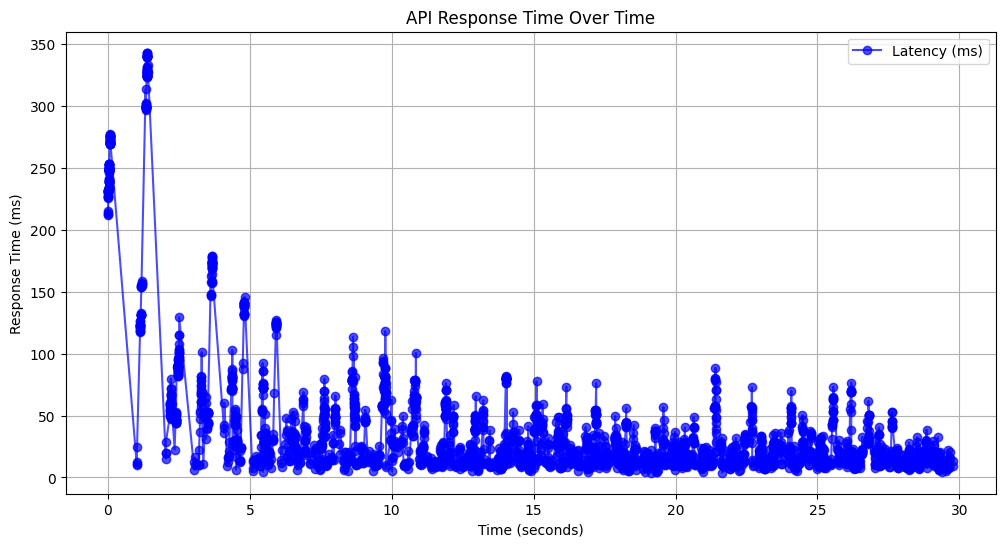 API Response Time Over Time
Latency (ms)
Response Time (ms)
350
300
250
200
150
100
50
0
0 5 10 15 20 25 30
Time (seconds)